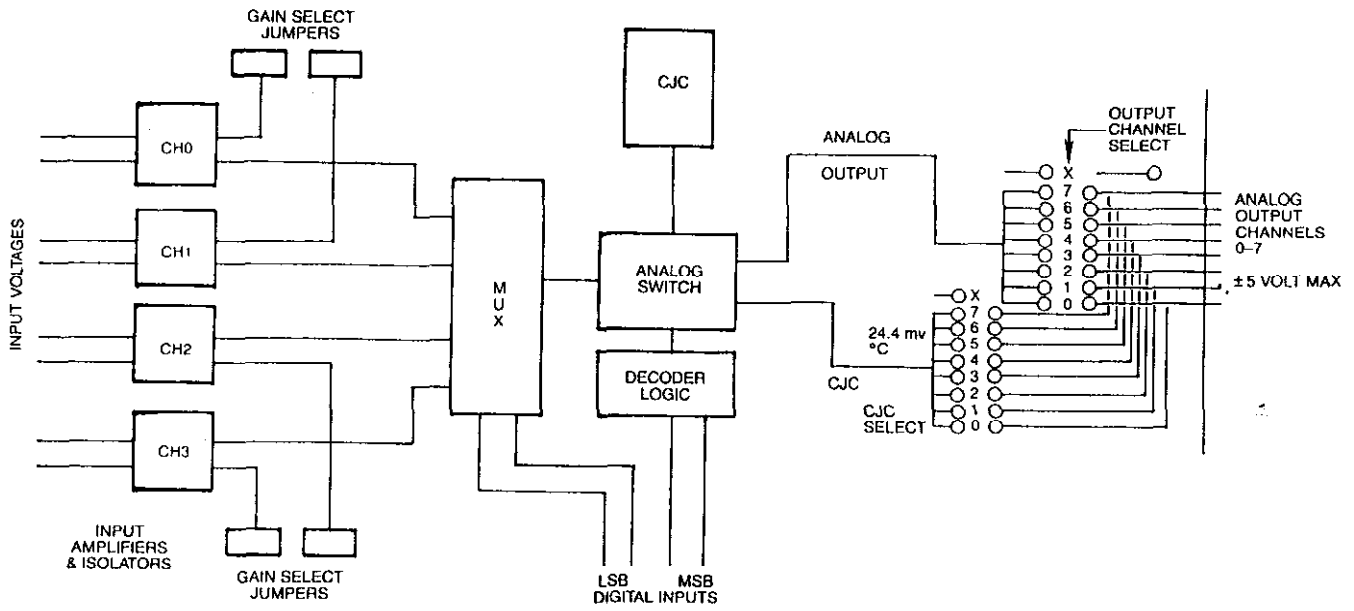 GAIN SELECT
JUMPERS
CJC
CH0
CH1
CH2
CH3
INPUT VOLTAGES
INPUT
AMPLIFIERS
& ISOLATORS
GAIN SELECT
JUMPERS
MUX
ANALOG
SWITCH
DECODER
LOGIC
LSB
MSB
DIGITAL INPUTS
ANALOG
OUTPUT
CJC
24.4 mv
°C
CJC
SELECT
X
7
6
5
4
3
2
1
0
OUTPUT
CHANNEL
SELECT
X
7
6
5
4
3
2
1
0
ANALOG
OUTPUT
CHANNELS
0–7
±5 VOLT MAX